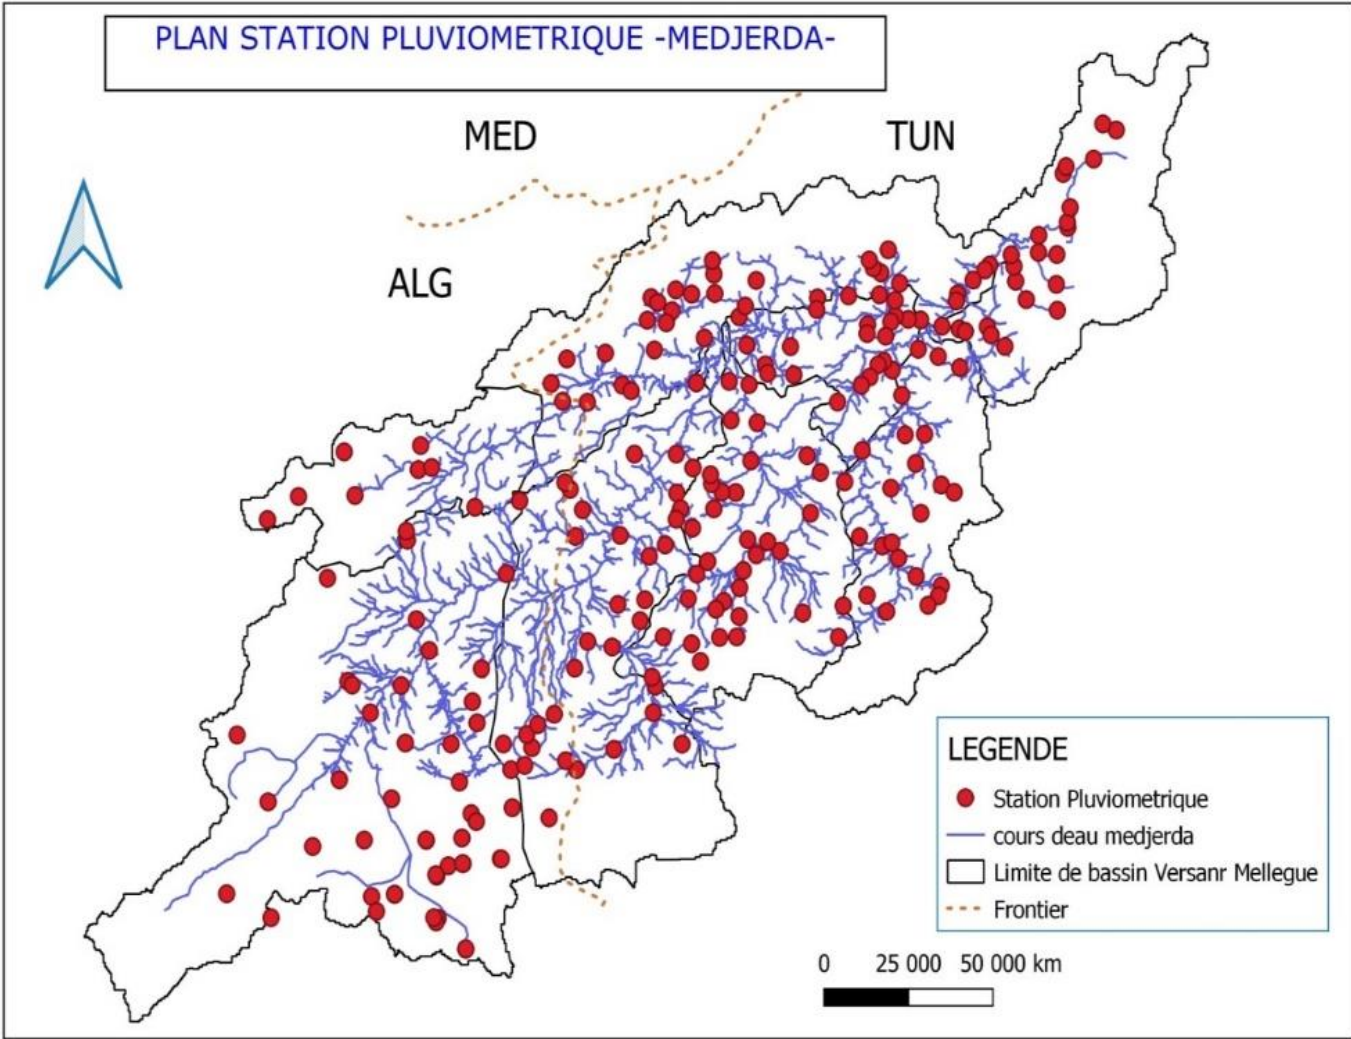 PLAN STATION PLUVIOMETRIQUE -MEDJERDA-
MED
TUN
ALG
LEGENDE
Station Pluviometrique
cours deau medjerda
Limite de bassin Versanr Mellegue
Frontier
0 25 000 50 000 km